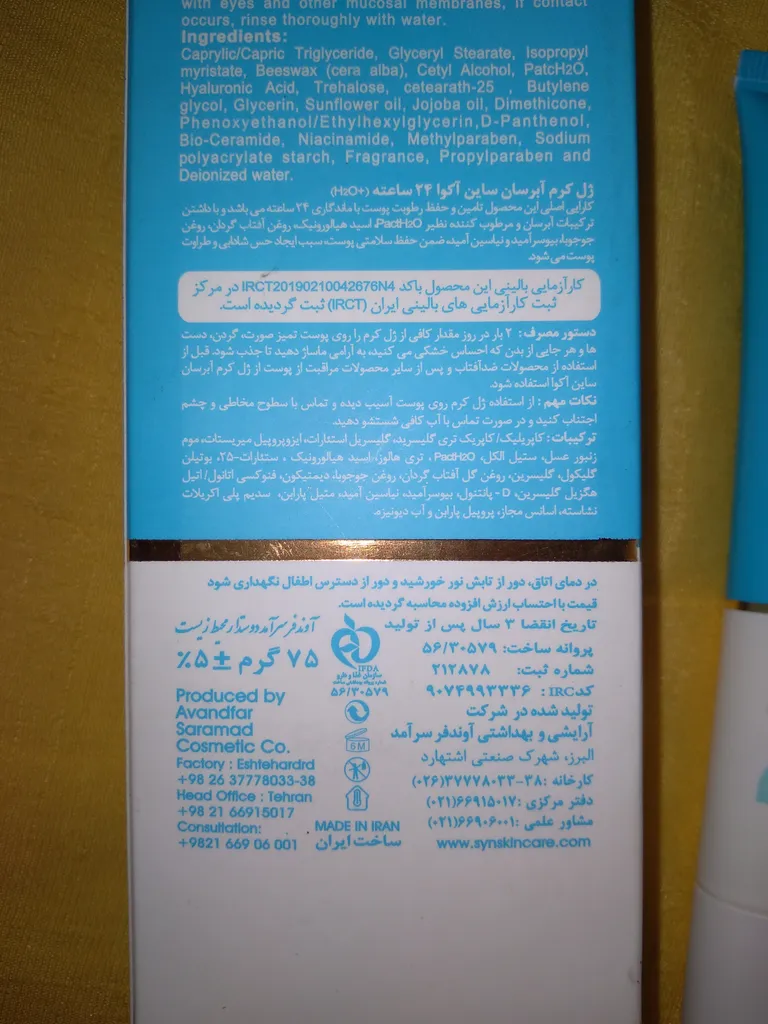 with eyes and other mucosal membranes, if contact
occurs, rinse thoroughly with water.
Ingredients:
Caprylic/Capric Triglyceride, Glyceryl Stearate, Isopropyl
myristate, Beeswax (cera alba), Cetyl Alcohol, PatcH2O,
Hyaluronic Acid, Trehalose, cetearath-25 , Butylene
glycol, Glycerin, Sunflower oil, Jojoba oil, Dimethicone,
Phenoxyethanol/Ethylhexylglycerin,D-Panthenol,
Bio-Ceramide, Niacinamide, Methylparaben, Sodium
polyacrylate starch, Fragrance, Propylparaben and
Deionized water.
ژل کرم آبرسان ساین آکوا ۲۴ ساعته (+H2O)
کارایی اصلی این محصول تامین و حفظ رطوبت پوست با ماندگاری ۲۴ ساعته می باشد و با داشتن
ترکیبات آبرسان و مرطوب کننده نظیر PactH2O، اسید هیالورونیک، روغن آفتاب گردان، روغن
جوجوبا، بیوسرآمید و نیاسین آمید، ضمن حفظ سلامتی پوست، سبب ایجاد حس شادابی و طراوت
پوست می شود.
کارآزمایی بالینی این محصول باکد IRCT20190210042676N4 در مرکز
ثبت کارآزمایی های بالینی ایران (IRCT) ثبت گردیده است.
دستور مصرف: ۲ بار در روز مقدار کافی از ژل کرم را روی پوست تمیز صورت، گردن، دست
ها و هر جایی از بدن که احساس خشکی می کنید، به آرامی ماساژ دهید تا جذب شود. قبل از
استفاده از محصولات ضدآفتاب و پس از سایر محصولات مراقبت از پوست از ژل کرم آبرسان
ساین آکوا استفاده شود.
نکات مهم : از استفاده ژل کرم روی پوست آسیب دیده و تماس با سطوح مخاطی و چشم
اجتناب کنید و در صورت تماس با آب کافی شستشو دهید.
ترکیبات: کاپریلیک/ کاپریک تری گلیسرید، گلیسریل استئارات، ایزوپروپیل میریستات، موم
زنبور عسل، ستیل الکل، PactH2O ، تری هالوز، اسید هیالورونیک ، ستئارات-۲۵، بوتیلن
گلیکول، گلیسرین، روغن گل آفتاب گردان، روغن جوجوبا، دیمتیکون، فنوکسی اتانول/ اتیل
هگزیل گلیسرین، D - پانتنول، بیوسرآمید، نیاسین آمید، متیل پارابن، سدیم پلی اکریلات
نشاسته، اسانس مجاز، پروپیل پارابن و آب دیونیزه.
در دمای اتاق، دور از تابش نور خورشید و دور از دسترس اطفال نگهداری شود
قیمت با احتساب ارزش افزوده محاسبه گردیده است.
تاریخ انقضا ۳ سال پس از تولید
پروانه ساخت: ۵۶/۳۰۵۷۹
شماره ثبت: ۲۱۲۸۷۸
کدIRC : ۹۰۷۴۹۹۳۳۳۶
تولید شده در شرکت
آرایشی و بهداشتی آوندفر سرآمد
البرز، شهرک صنعتی اشتهارد
کارخانه :۳۸-۳۷۷۷۸۰۳۳(۰۲۶)
دفتر مرکزی :۶۶۹۱۵۰۱۷(۰۲۱)
مشاور علمی :۶۶۹۰۶۰۰۱(۰۲۱)
www.synskincare.com
آوندفر سرآمد دوستدار محیط زیست
۷۵ گرم ±۵٪
IFDA
سازمان غذا و دارو
۵۶/۳۰۵۷۹
6M
Produced by
Avandfar
Saramad
Cosmetic Co.
Factory : Eshtehardrd
+98 26 37778033-38
Head Office : Tehran
+98 21 66915017
Consultation:
+9821 669 06 001
MADE IN IRAN
ساخت ایران